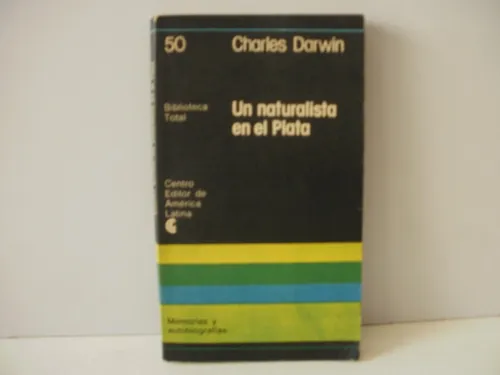 50 Charles Darwin
Biblioteca
Total
Un naturalista
en el Plata
Centro
Editor de
América
Latina
Memorias y
autobiografías